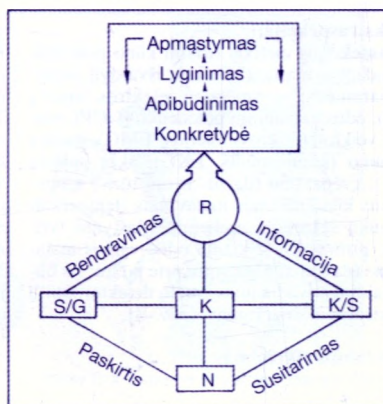 Apmąstymas
Lyginimas
Apibūdinimas
Konkretybė
R
Bendravimas
Informacija
S/G
K
K/S
Paskirtis
N
Susitarimas